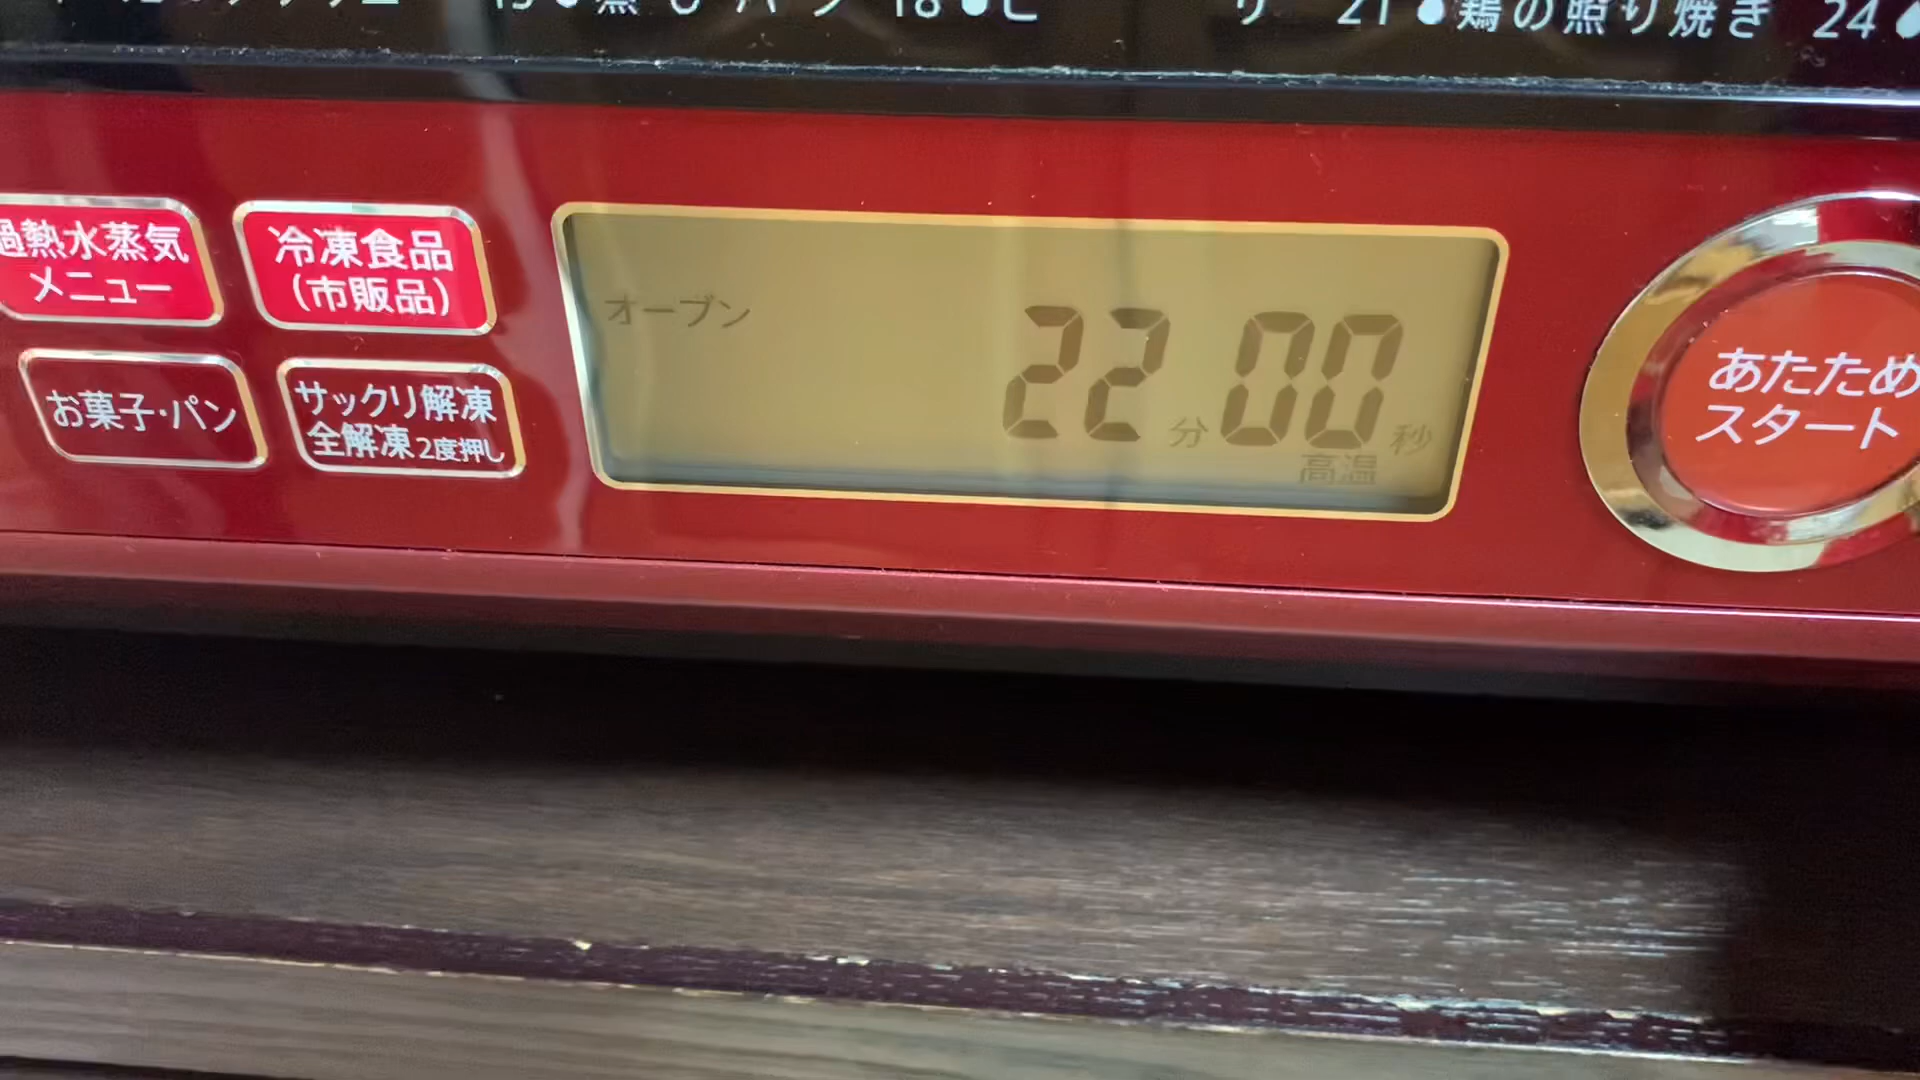 18
21 鶏の照り焼き 24
過熱水蒸気
メニュー
冷凍食品
(市販品)
お菓子・パン
サックリ解凍
全解凍2度押し
オーブン
22分00秒
高温
あたため
スタート